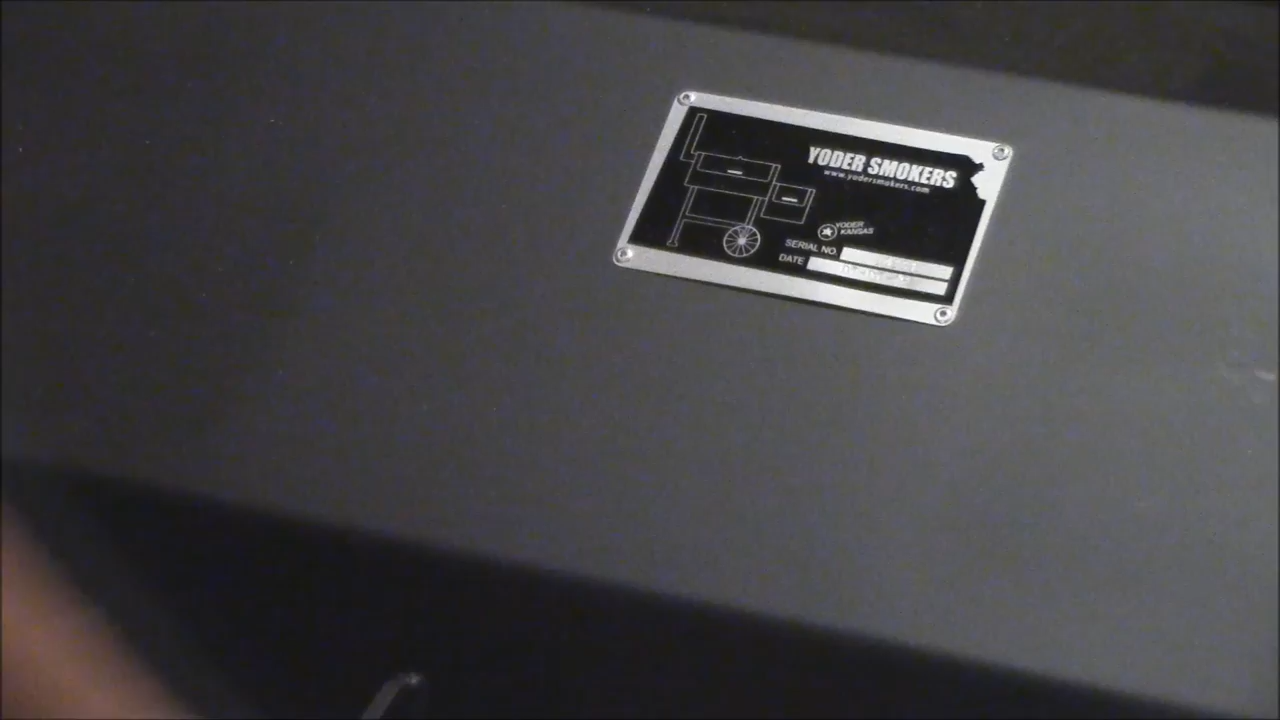 YODER SMOKERS
www.yodersmokers.com
YODER
KANSAS
SERIAL NO.
DATE